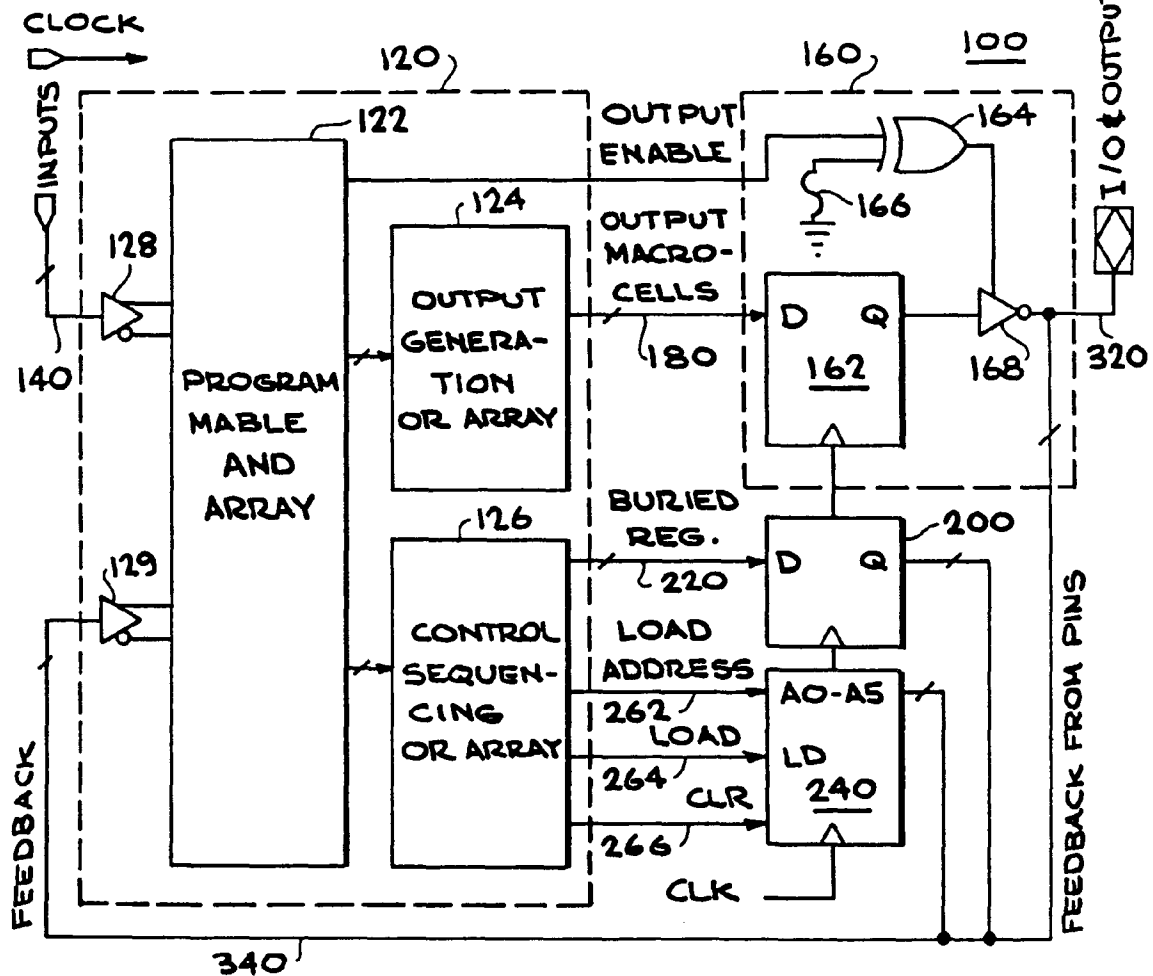 CLOCK
INPUTS
120
122
OUTPUT
ENABLE
160
100
164
I/O & OUTPUT
166
124
OUTPUT
MACRO-
CELLS
128
140
PROGRAM
MABLE
AND
ARRAY
OUTPUT
GENERA-
TION
OR ARRAY
180
D
Q
162
168
320
126
BURIED
REG.
220
D
Q
200
129
CONTROL
SEQUEN-
CING
OR ARRAY
LOAD
ADDRESS
262
LOAD
264
CLR
266
A0-A5
LD
240
CLK
FEEDBACK
FEEDBACK FROM PINS
340